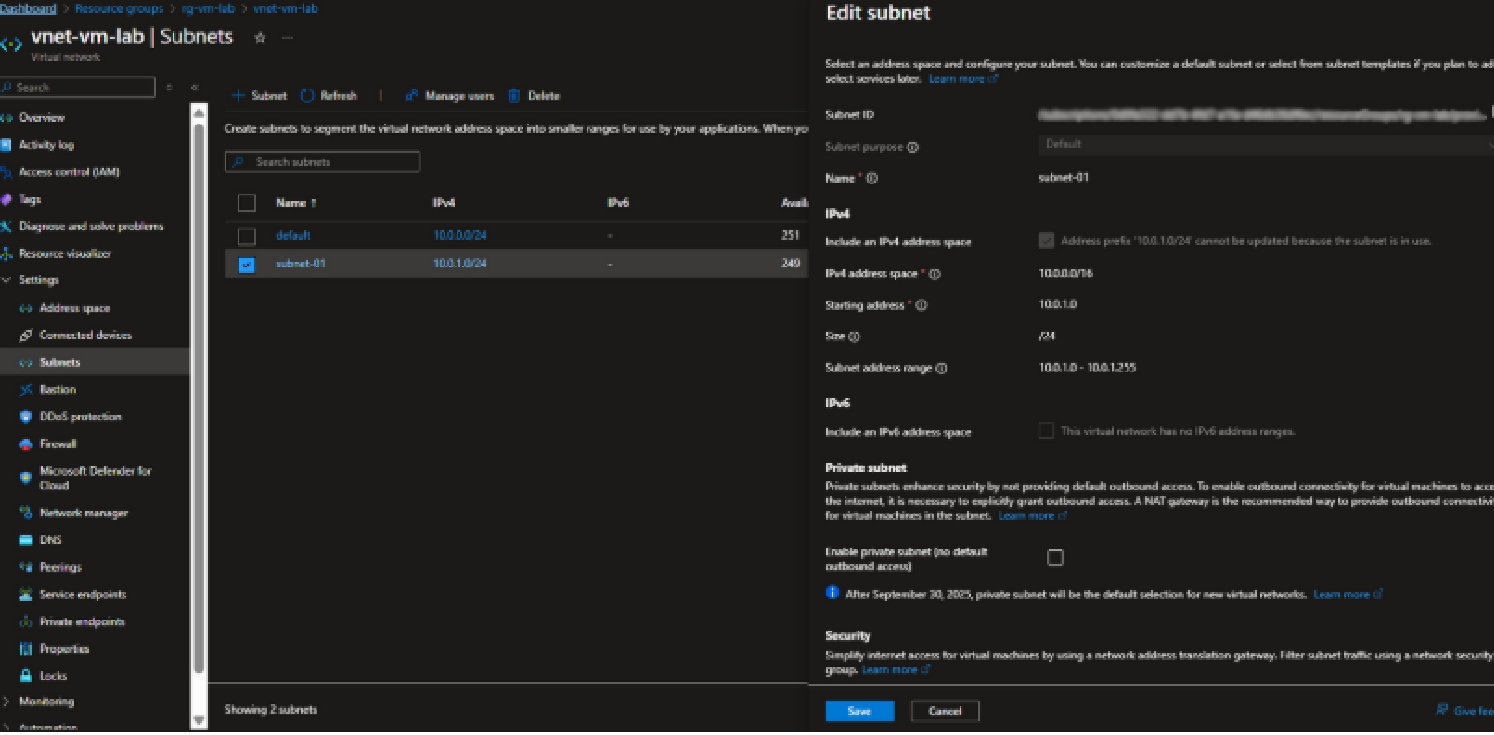 Dashboard > Resource groups > rg-vm-lab > vnet-vm-lab
vnet-vm-lab | Subnets
Virtual network
Search
Overview
Activity log
Access control (IAM)
Tags
Diagnose and solve problems
Resource visualizer
Settings
Address space
Connected devices
Subnets
Bastion
DDoS protection
Firewall
Microsoft Defender for
Cloud
Network manager
DNS
Peerings
Service endpoints
Private endpoints
Properties
Locks
Monitoring
Automation
+ Subnet Refresh | Manage users Delete
Create subnets to segment the virtual network address space into smaller ranges for use by your applications. When yo
Search subnets
Name ↑ IPv4 IPv6 Avail
default 10.0.0.0/24 - 251
subnet-01 10.0.1.0/24 - 249
Showing 2 subnets
Edit subnet
Select an address space and configure your subnet. You can customize a default subnet or select from subnet templates if you plan to ad
select services later. Learn more
Subnet ID
Subnet purpose Default
Name * subnet-01
IPv4
Include an IPv4 address space Address prefix '10.0.1.0/24' cannot be updated because the subnet is in use.
IPv4 address space * 10.0.0.0/16
Starting address * 10.0.1.0
Size /24
Subnet address range 10.0.1.0 - 10.0.1.255
IPv6
Include an IPv6 address space This virtual network has no IPv6 address ranges.
Private subnet
Private subnets enhance security by not providing default outbound access. To enable outbound connectivity for virtual machines to acce
the internet, it is necessary to explicitly grant outbound access. A NAT gateway is the recommended way to provide outbound connectivi
for virtual machines in the subnet. Learn more
Enable private subnet (no default
outbound access)
After September 30, 2025, private subnet will be the default selection for new virtual networks. Learn more
Security
Simplify internet access for virtual machines by using a network address translation gateway. Filter subnet traffic using a network security
group. Learn more
Save Cancel
Give fee